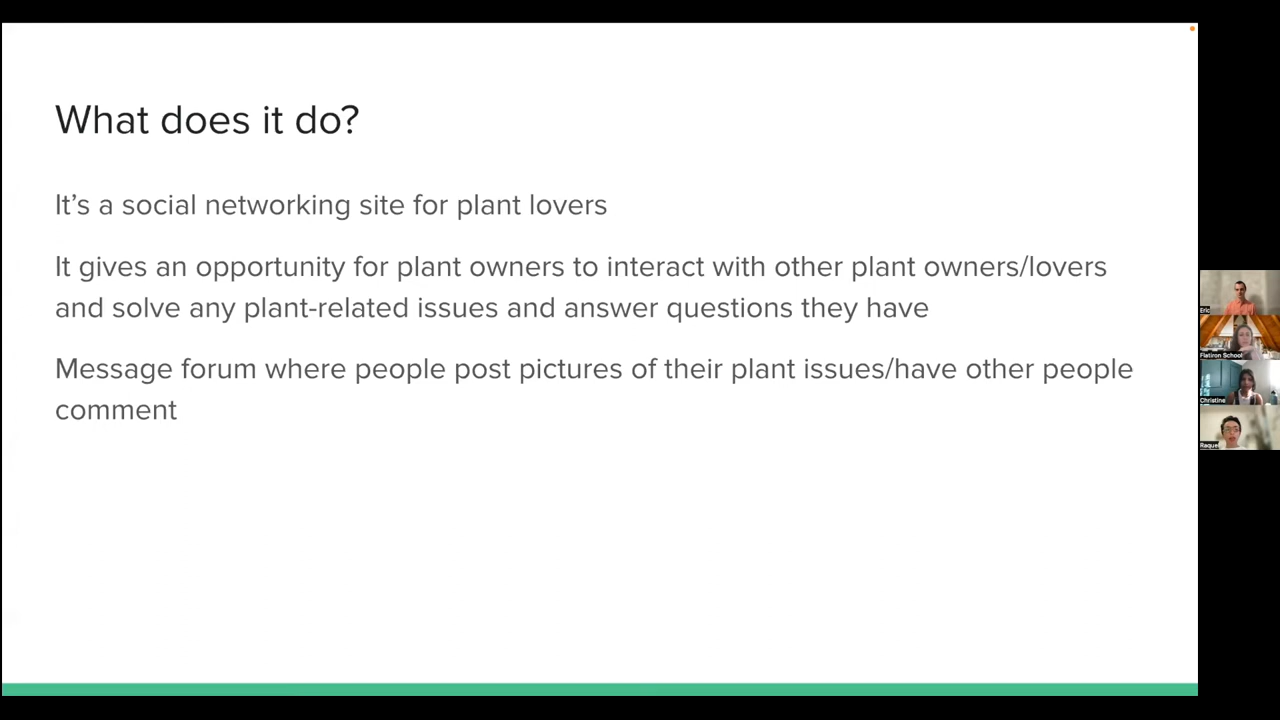 What does it do?
It's a social networking site for plant lovers
It gives an opportunity for plant owners to interact with other plant owners/lovers
and solve any plant-related issues and answer questions they have
Message forum where people post pictures of their plant issues/have other people
comment
Eric
Flatiron School
Christine
Raquel